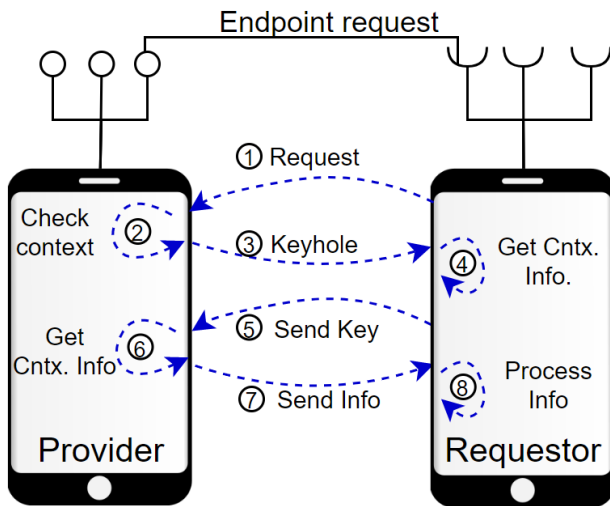 Endpoint request
① Request
Check
context
②
③ Keyhole
④
Get Cntx.
Info.
⑤ Send Key
Get
Cntx. Info
⑥
⑦ Send Info
⑧
Process
Info
Provider
Requestor